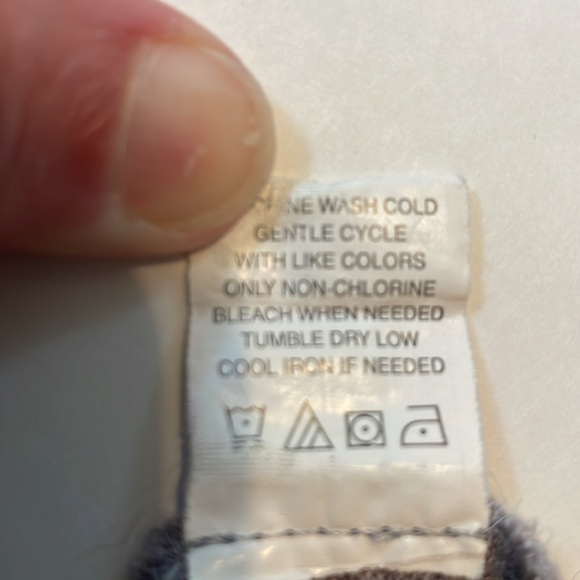 WASH COLD
GENTLE CYCLE
WITH LIKE COLORS
ONLY NON-CHLORINE
BLEACH WHEN NEEDED
TUMBLE DRY LOW
COOL IRON IF NEEDED